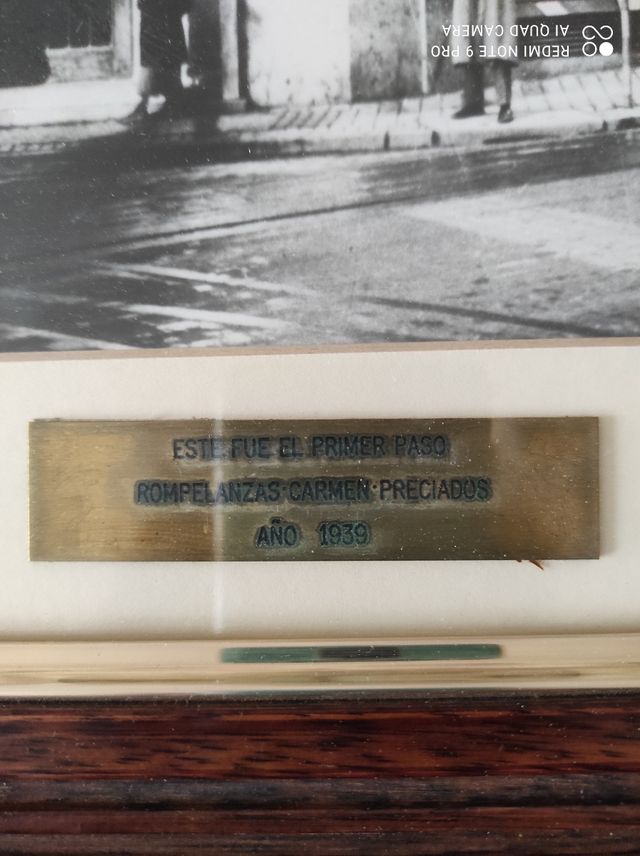 REDMI NOTE 9 PRO
AI QUAD CAMERA
ESTE FUE EL PRIMER PASO
ROMPELANZAS·CARMEN·PRECIADOS
AÑO 1939